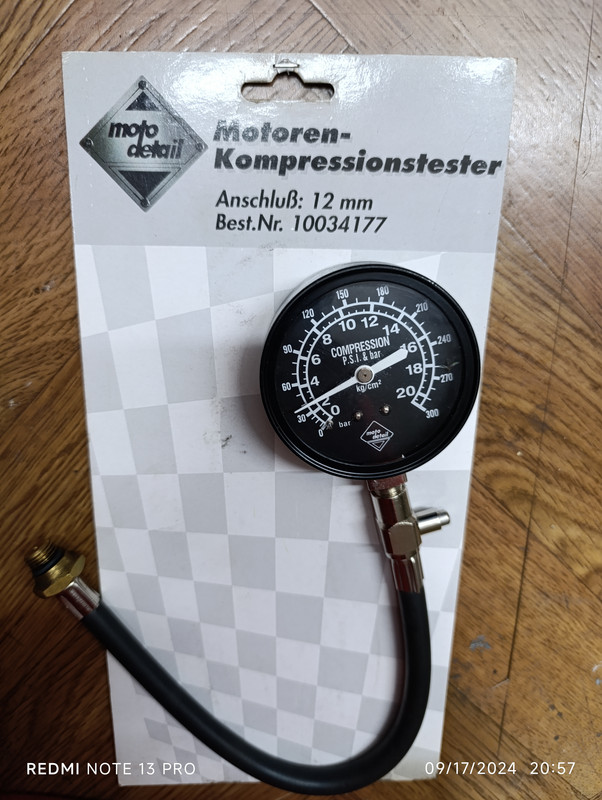 moto
detail
Motoren-
Kompressionstester
Anschluß: 12 mm
Best.Nr. 10034177
0 30 60 90 120 150 180 210 240 270 300
0 2 4 6 8 10 12 14 16 18 20
COMPRESSION
P.S.I. & bar
kg/cm²
bar
moto
detail
REDMI NOTE 13 PRO
09/17/2024 20:57